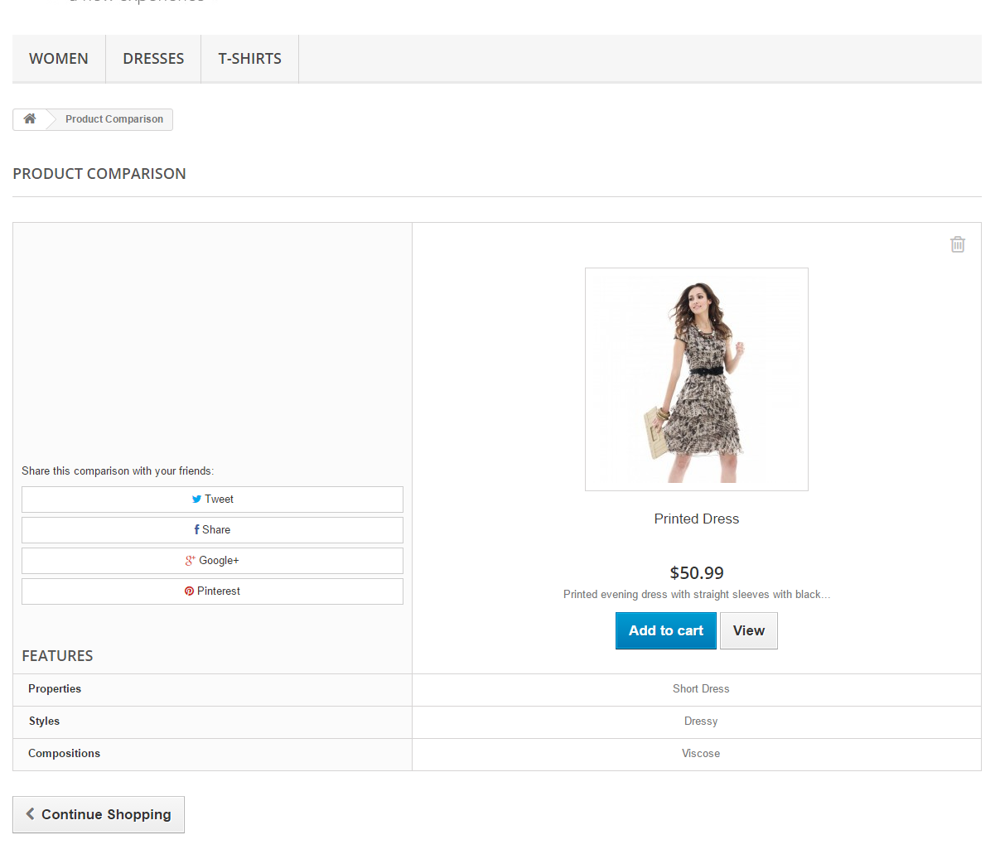 a new experience
WOMEN
DRESSES
T-SHIRTS
Product Comparison
PRODUCT COMPARISON
Share this comparison with your friends:
Tweet
Share
Google+
Pinterest
Printed Dress
$50.99
Printed evening dress with straight sleeves with black...
Add to cart
View
FEATURES
Properties
Short Dress
Styles
Dressy
Compositions
Viscose
Continue Shopping